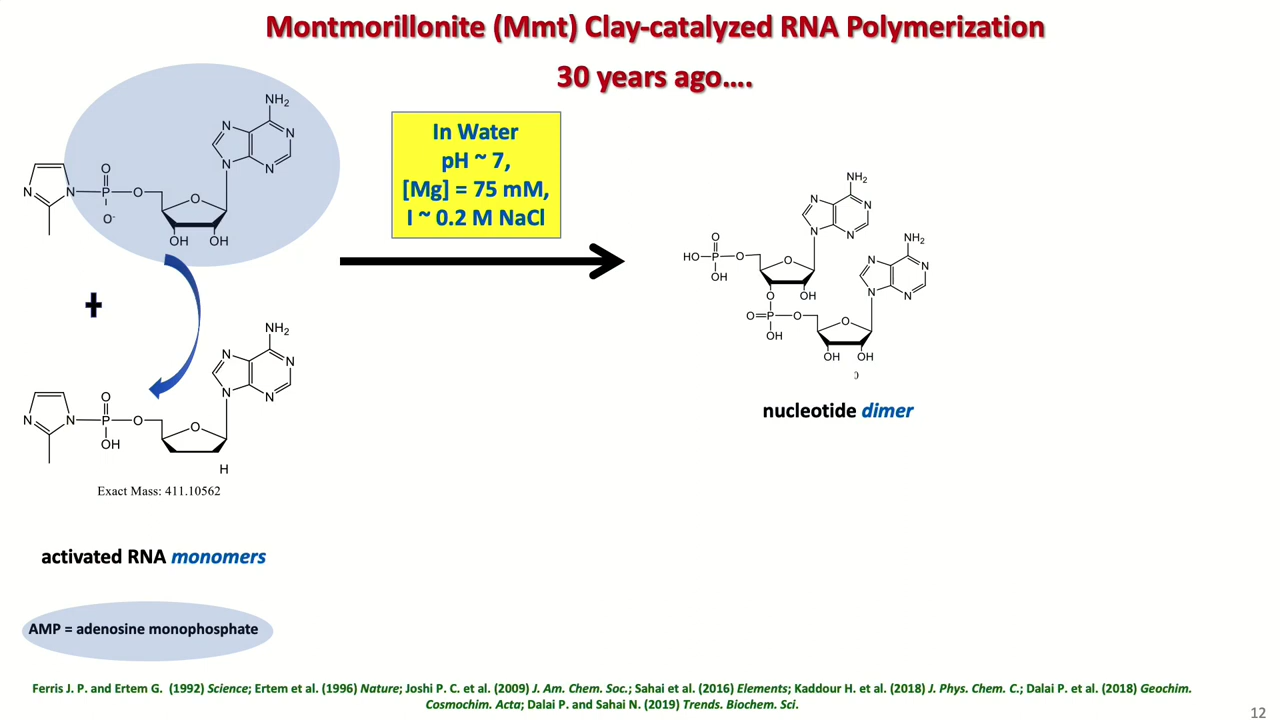 Montmorillonite (Mmt) Clay-catalyzed RNA Polymerization
30 years ago....
In Water
pH ~ 7,
[Mg] = 75 mM,
I ~ 0.2 M NaCl
NH2
N
N
N
N
N
N
O
P
O
O-
O
OH
OH
+
NH2
N
N
N
N
N
N
O
P
O
OH
O
H
Exact Mass: 411.10562
activated RNA monomers
AMP = adenosine monophosphate
NH2
N
N
N
N
O
HO
P
O
OH
O
O
OH
NH2
N
N
N
N
O=P
O
OH
O
OH
OH
nucleotide dimer
Ferris J. P. and Ertem G. (1992) Science; Ertem et al. (1996) Nature; Joshi P. C. et al. (2009) J. Am. Chem. Soc.; Sahai et al. (2016) Elements; Kaddour H. et al. (2018) J. Phys. Chem. C.; Dalai P. et al. (2018) Geochim.
Cosmochim. Acta; Dalai P. and Sahai N. (2019) Trends. Biochem. Sci.
12